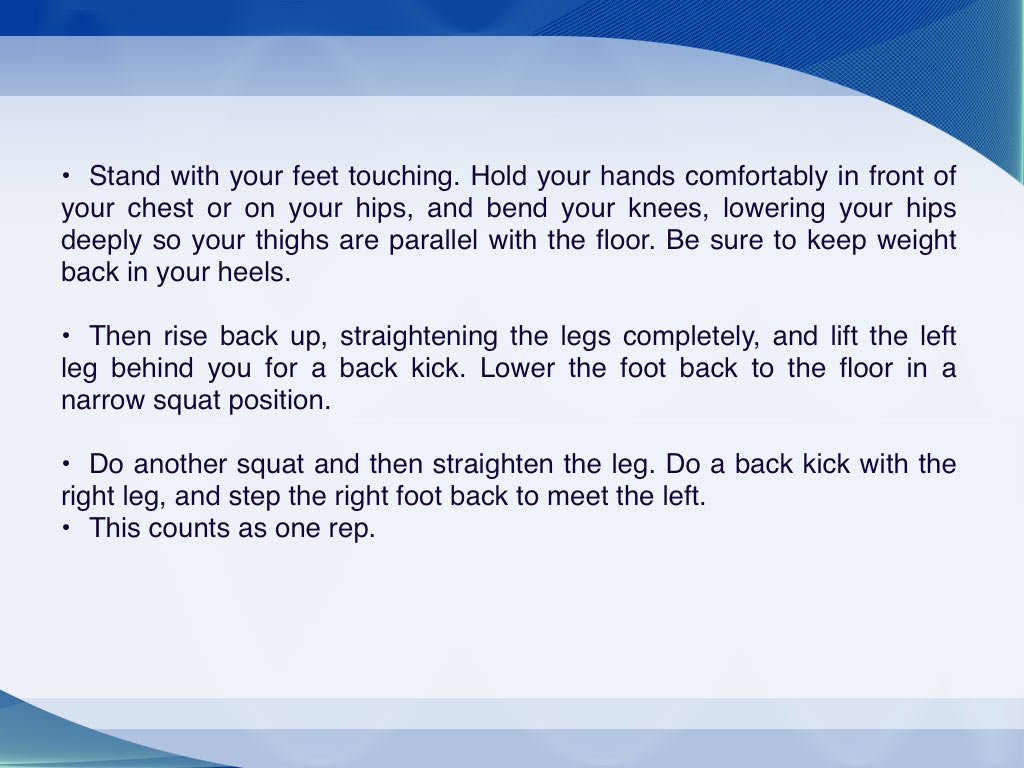 • Stand with your feet touching. Hold your hands comfortably in front of
your chest or on your hips, and bend your knees, lowering your hips
deeply so your thighs are parallel with the floor. Be sure to keep weight
back in your heels.
• Then rise back up, straightening the legs completely, and lift the left
leg behind you for a back kick. Lower the foot back to the floor in a
narrow squat position.
• Do another squat and then straighten the leg. Do a back kick with the
right leg, and step the right foot back to meet the left.
• This counts as one rep.